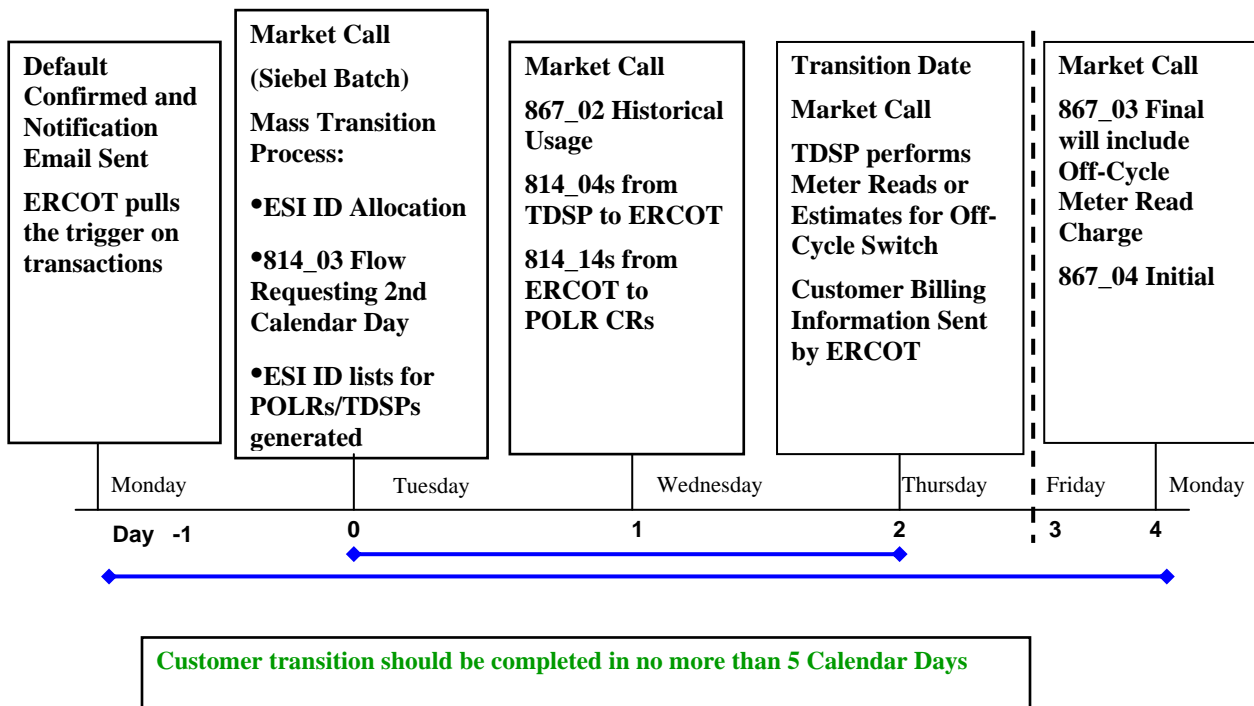 Default
Confirmed and
Notification
Email Sent
ERCOT pulls
the trigger on
transactions
Market Call
(Siebel Batch)
Mass Transition
Process:
•ESI ID Allocation
•814_03 Flow
Requesting 2nd
Calendar Day
•ESI ID lists for
POLRs/TDSPs
generated
Market Call
867_02 Historical
Usage
814_04s from
TDSP to ERCOT
814_14s from
ERCOT to
POLR CRs
Transition Date
Market Call
TDSP performs
Meter Reads or
Estimates for Off-
Cycle Switch
Customer Billing
Information Sent
by ERCOT
Market Call
867_03 Final
will include
Off-Cycle
Meter Read
Charge
867_04 Initial
Monday Tuesday Wednesday Thursday Friday Monday
Day -1 0 1 2 3 4
Customer transition should be completed in no more than 5 Calendar Days